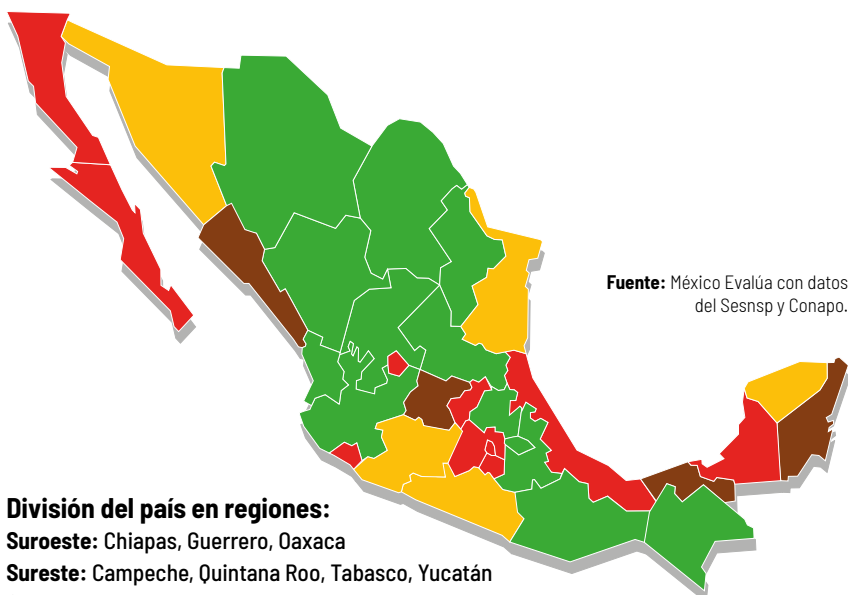 Fuente: México Evalúa con datos
del Sesnsp y Conapo.
División del país en regiones:
Suroeste: Chiapas, Guerrero, Oaxaca
Sureste: Campeche, Quintana Roo, Tabasco, Yucatán